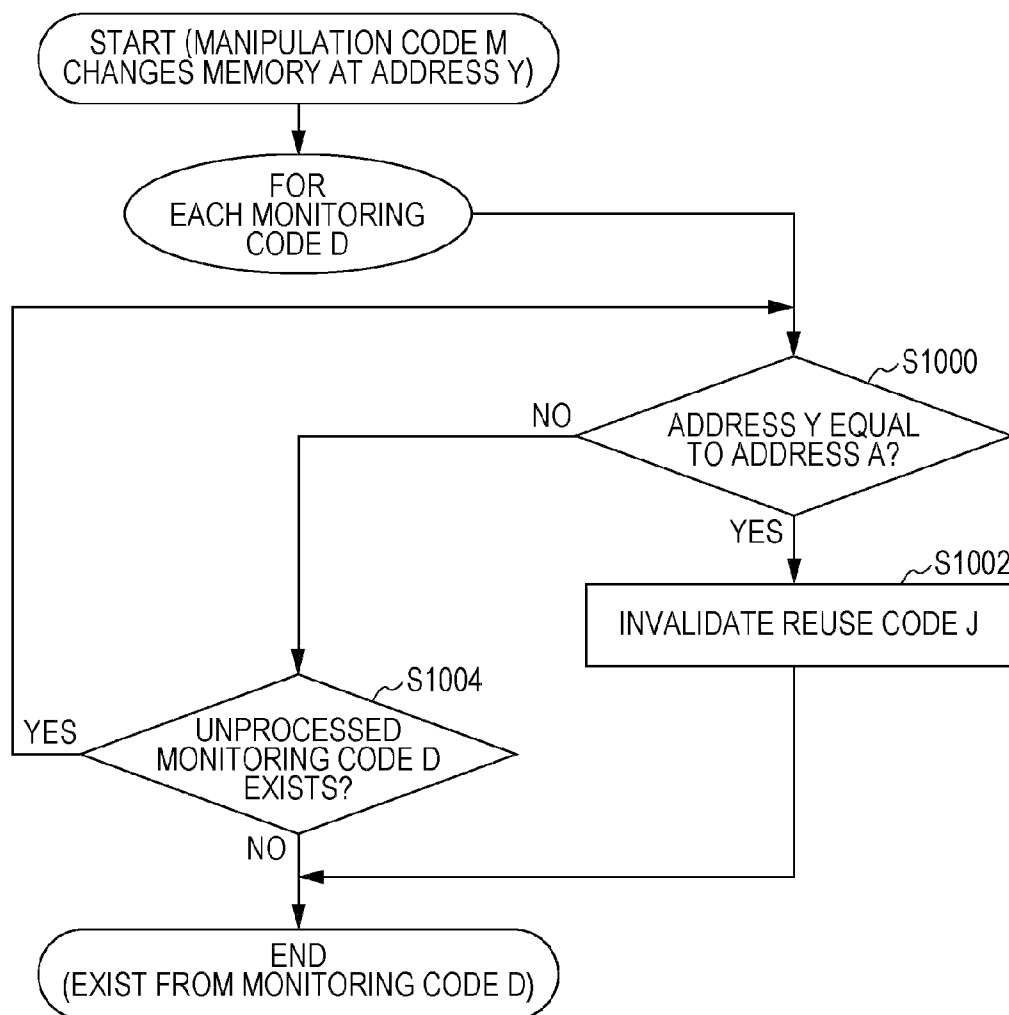 START (MANIPULATION CODE M
CHANGES MEMORY AT ADDRESS Y)
FOR
EACH MONITORING
CODE D
S1000
NO
ADDRESS Y EQUAL
TO ADDRESS A?
YES
S1002
INVALIDATE REUSE CODE J
S1004
YES
UNPROCESSED
MONITORING CODE D
EXISTS?
NO
END
(EXIST FROM MONITORING CODE D)